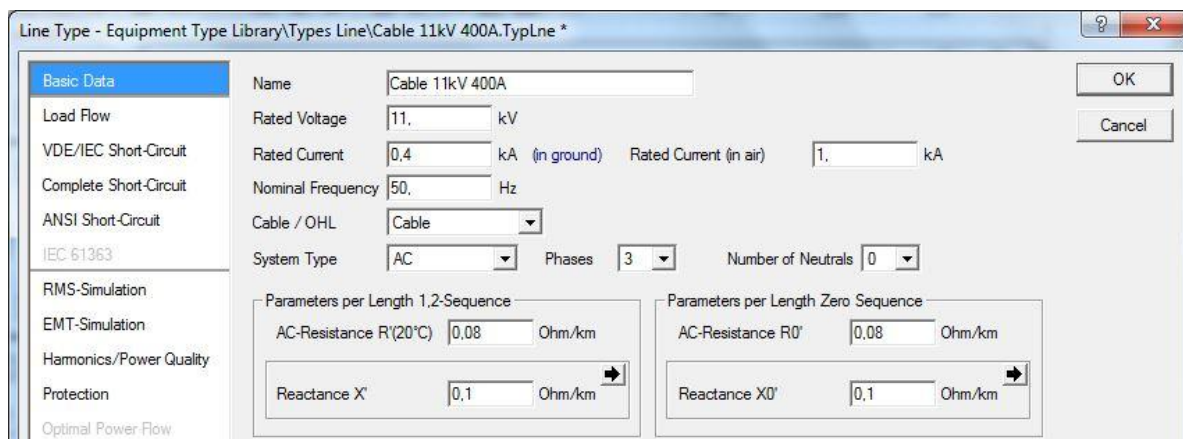 Line Type - Equipment Type Library\Types Line\Cable 11kV 400A.TypLne *
Basic Data
Load Flow
VDE/IEC Short-Circuit
Complete Short-Circuit
ANSI Short-Circuit
IEC 61363
RMS-Simulation
EMT-Simulation
Harmonics/Power Quality
Protection
Optimal Power Flow
Name Cable 11kV 400A
Rated Voltage 11, kV
Rated Current 0,4 kA (in ground) Rated Current (in air) 1, kA
Nominal Frequency 50, Hz
Cable / OHL Cable
System Type AC Phases 3 Number of Neutrals 0
Parameters per Length 1,2-Sequence
AC-Resistance R'(20°C) 0,08 Ohm/km
Reactance X' 0,1 Ohm/km
Parameters per Length Zero Sequence
AC-Resistance R0' 0,08 Ohm/km
Reactance X0' 0,1 Ohm/km
OK
Cancel